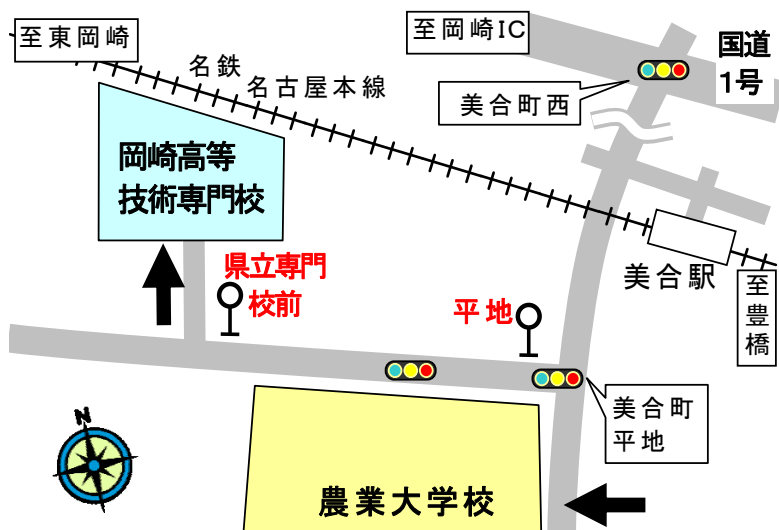 至東岡崎
名鉄
名古屋本線
至岡崎IC
国道
1号
美合町西
岡崎高等
技術専門校
県立専門
校前
平地
美合駅
至豊橋
美合町
平地
N
農業大学校